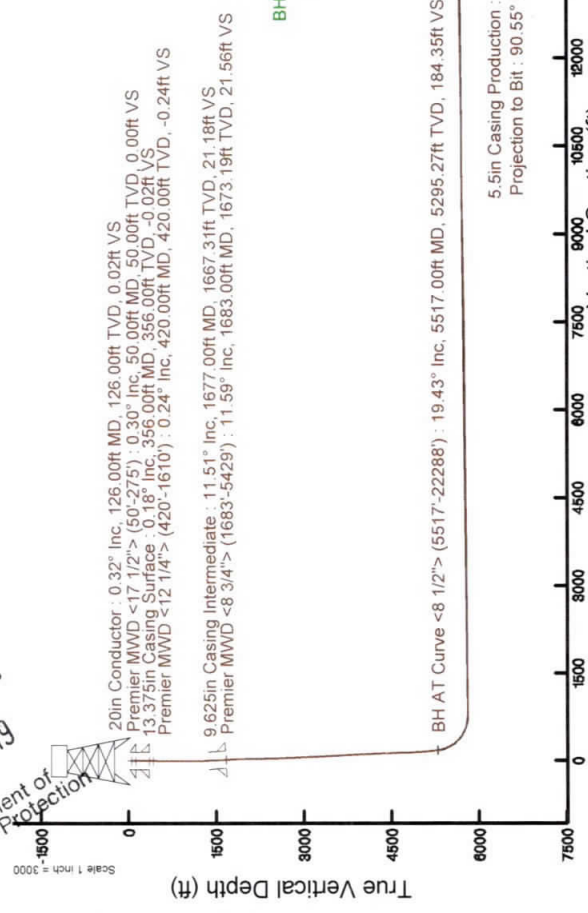 20in Conductor : 0.32° Inc, 126.00ft MD, 126.00ft TVD, 0.02ft VS
Premier MWD <17 1/2"> (50'-275') : 0.30° Inc, 50.00ft MD, 50.00ft TVD, 0.00ft VS
13.375in Casing Surface : 0.18° Inc, 356.00ft MD, 356.00ft TVD, -0.02ft VS
Premier MWD <12 1/4"> (420'-1610') : 0.24° Inc, 420.00ft MD, 420.00ft TVD, -0.24ft VS
9.625in Casing Intermediate : 11.51° Inc, 1677.00ft MD, 1667.31ft TVD, 21.18ft VS
Premier MWD <8 3/4"> (1683'-5429') : 11.59° Inc, 1683.00ft MD, 1673.19ft TVD, 21.56ft VS
BH AT Curve <8 1/2"> (5517'-22288') : 19.43° Inc, 5517.00ft MD, 5295.27ft TVD, 184.35ft VS
5.5in Casing Production :
Projection to Bit : 90.55°
BH
of
Protection
Scale 1 inch = 3000
True Vertical Depth (ft)
-1500
0
1500
3000
4500
6000
7500
0
1500
3000
4500
6000
7500
9000
10500
12000